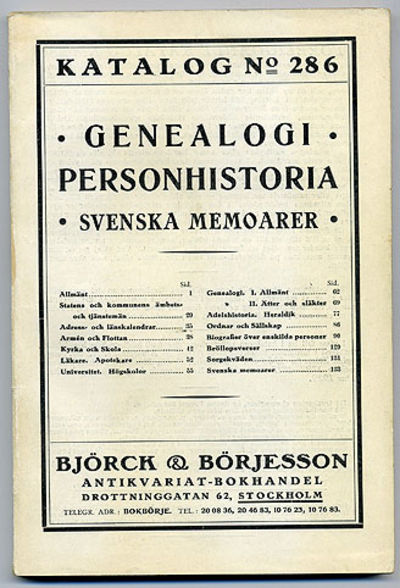 KATALOG No 286
· GENEALOGI ·
PERSONHISTORIA
· SVENSKA MEMOARER ·
Sid.
Allmänt 1
Statens och kommunens ämbets-
och tjänstemän 29
Adress- och länskalendrar 35
Armén och Flottan 38
Kyrka och Skola 42
Läkare. Apotekare 52
Universitet. Högskolor 55
Sid.
Genealogi. I. Allmänt 62
» II. Ätter och släkter 69
Adelshistoria. Heraldik 77
Ordnar och Sällskap 86
Biografier över enskilda personer 90
Bröllopsverser 129
Sorgekväden 131
Svenska memoarer 133
BJÖRCK & BÖRJESSON
ANTIKVARIAT-BOKHANDEL
DROTTNINGGATAN 62, STOCKHOLM
TELEGR. ADR.: BOKBÖRJE. TEL.: 20 08 36, 20 46 83, 10 76 23, 10 76 83.